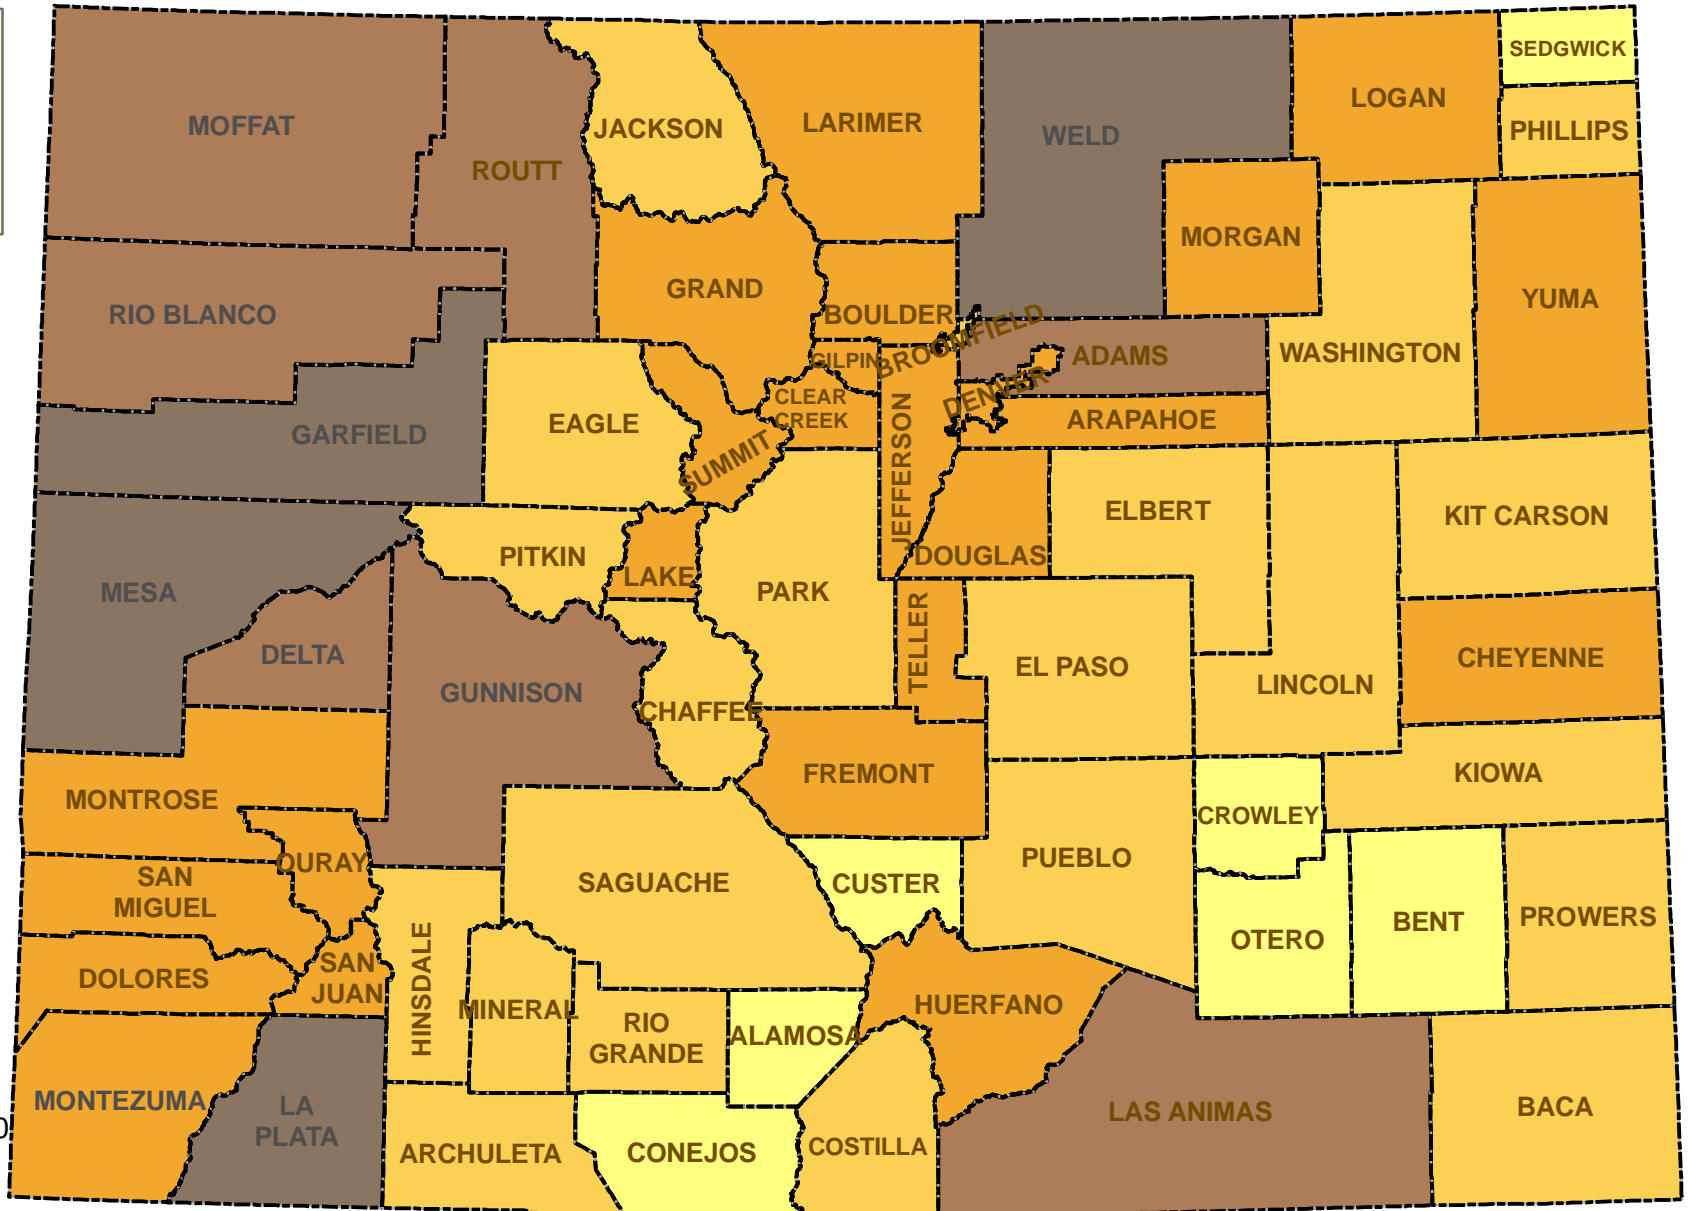 SEDGWICK
LOGAN
MOFFAT
JACKSON
LARIMER
WELD
PHILLIPS
ROUTT
MORGAN
GRAND
YUMA
RIO BLANCO
BOULDER
BROOMFIELD
GILPIN
ADAMS
WASHINGTON
DENVER
CLEAR
CREEK
ARAPAHOE
EAGLE
GARFIELD
SUMMIT
JEFFERSON
ELBERT
KIT CARSON
PITKIN
DOUGLAS
LAKE
MESA
PARK
TELLER
DELTA
EL PASO
CHEYENNE
GUNNISON
LINCOLN
CHAFFEE
FREMONT
KIOWA
MONTROSE
CROWLEY
OURAY
PUEBLO
SAN
MIGUEL
SAGUACHE
CUSTER
PROWERS
BENT
OTERO
DOLORES
SAN
JUAN
HINSDALE
MINERAL
HUERFANO
RIO
GRANDE
ALAMOSA
MONTEZUMA
LA
PLATA
LAS ANIMAS
BACA
0
ARCHULETA
CONEJOS
COSTILLA